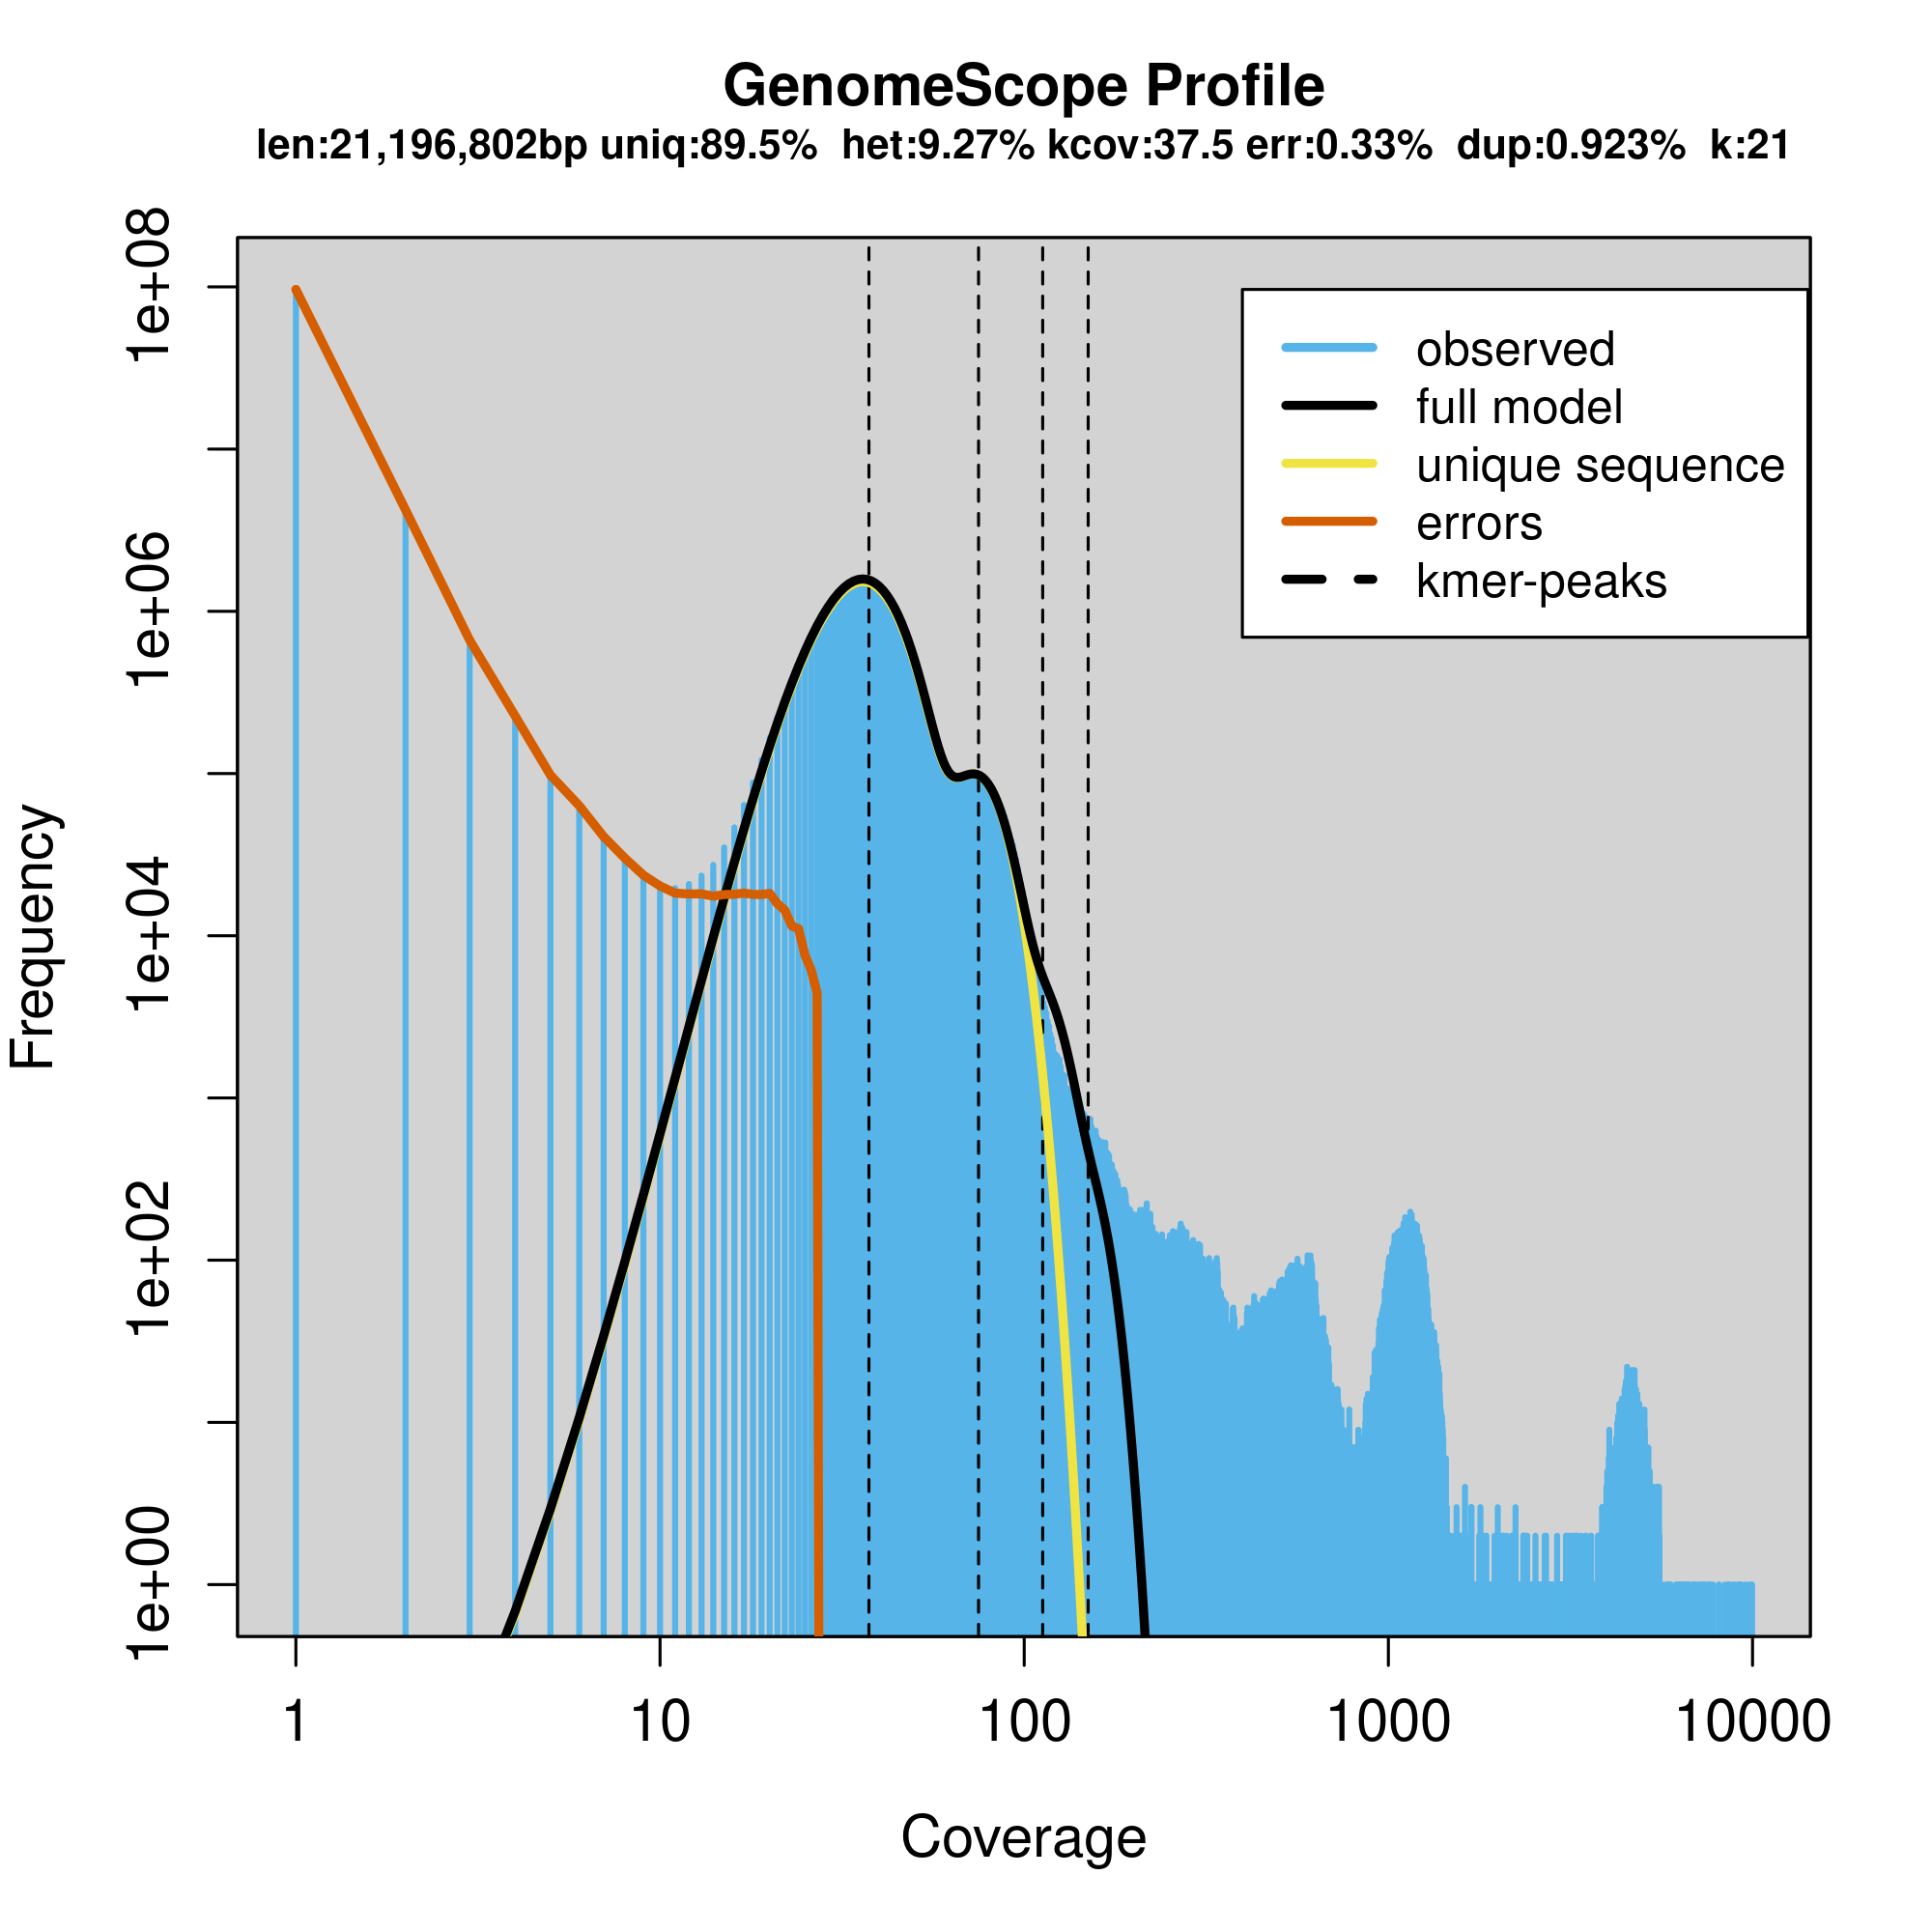 GenomeScope Profile
len:21,196,802bp uniq:89.5% het:9.27% kcov:37.5 err:0.33% dup:0.923% k:21
observed
full model
unique sequence
errors
kmer-peaks
Frequency
1e+08
1e+06
1e+04
1e+02
1e+00
1 10 100 1000 10000
Coverage